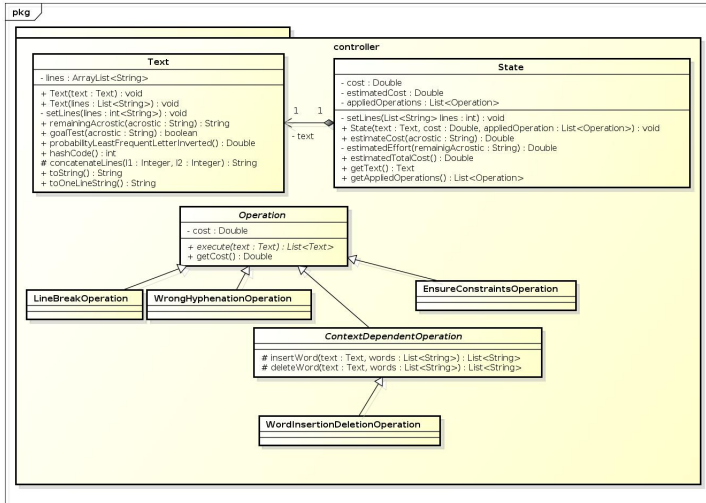 pkg
controller
Text
- lines : ArrayList<String>
+ Text(text : Text) : void
+ Text(lines : List<String>) : void
- setLines(lines : int<String>) : void
+ remainingAcrostic(acrostic : String) : String
+ goalTest(acrostic : String) : boolean
+ probabilityLeastFrequentLetterInverted() : Double
+ hashCode() : int
# concatenateLines(l1 : Integer, l2 : Integer) : String
+ toString() : String
+ toOneLineString() : String
1 1
- text
State
- cost : Double
- estimatedCost : Double
- appliedOperations : List<Operation>
- setLines(List<String> lines : int) : void
+ State(text : Text, cost : Double, appliedOperation : List<Operation>) : void
+ estimateCost(acrostic : String) : Double
- estimatedEffort(remainigAcrostic : String) : Double
+ estimatedTotalCost() : Double
+ getText() : Text
+ getAppliedOperations() : List<Operation>
Operation
- cost : Double
+ execute(text : Text) : List<Text>
+ getCost() : Double
LineBreakOperation
WrongHyphenationOperation
EnsureConstraintsOperation
ContextDependentOperation
# insertWord(text : Text, words : List<String>) : List<String>
# deleteWord(text : Text, words : List<String>) : List<String>
WordInsertionDeletionOperation